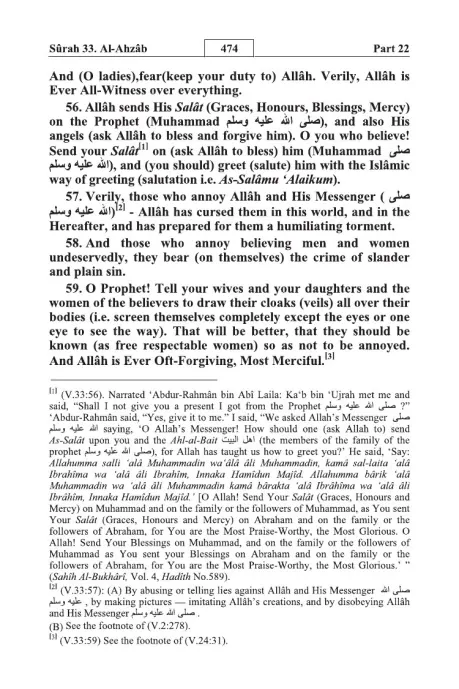 Sûrah 33. Al-Ahzâb 474 Part 22
And (O ladies),fear(keep your duty to) Allâh. Verily, Allâh is
Ever All-Witness over everything.
56. Allâh sends His Salât (Graces, Honours, Blessings, Mercy)
on the Prophet (Muhammad صلى الله عليه وسلم), and also His
angels (ask Allâh to bless and forgive him). O you who believe!
Send your Salât[1] on (ask Allâh to bless) him (Muhammad صلى
الله عليه وسلم), and (you should) greet (salute) him with the Islâmic
way of greeting (salutation i.e. As-Salâmu ‘Alaikum).
57. Verily, those who annoy Allâh and His Messenger ( صلى
الله عليه وسلم)[2] - Allâh has cursed them in this world, and in the
Hereafter, and has prepared for them a humiliating torment.
58. And those who annoy believing men and women
undeservedly, they bear (on themselves) the crime of slander
and plain sin.
59. O Prophet! Tell your wives and your daughters and the
women of the believers to draw their cloaks (veils) all over their
bodies (i.e. screen themselves completely except the eyes or one
eye to see the way). That will be better, that they should be
known (as free respectable women) so as not to be annoyed.
And Allâh is Ever Oft-Forgiving, Most Merciful.[3]
[1] (V.33:56). Narrated ‘Abdur-Rahmân bin Abî Laila: Ka‘b bin ‘Ujrah met me and
said, “Shall I not give you a present I got from the Prophet صلى الله عليه وسلم ?”
‘Abdur-Rahmân said, “Yes, give it to me.” I said, “We asked Allah’s Messenger صلى
الله عليه وسلم saying, ‘O Allah’s Messenger! How should one (ask Allah to) send
As-Salât upon you and the Ahl-al-Bait اهل البيت (the members of the family of the
prophet صلى الله عليه وسلم), for Allah has taught us how to greet you?’ He said, ‘Say:
Allahumma salli ‘alâ Muhammadin wa‘âlâ âli Muhammadin, kamâ sal-laita ‘alâ
Ibrahîma wa ‘alâ âli Ibrahîm, Innaka Hamîdun Majîd. Allahumma bârik ‘alâ
Muhammadin wa ‘alâ âli Muhammadin kamâ bârakta ‘alâ Ibrâhîma wa ‘alâ âli
Ibrâhîm, Innaka Hamîdun Majîd.’ [O Allah! Send Your Salât (Graces, Honours and
Mercy) on Muhammad and on the family or the followers of Muhammad, as You sent
Your Salât (Graces, Honours and Mercy) on Abraham and on the family or the
followers of Abraham, for You are the Most Praise-Worthy, the Most Glorious. O
Allah! Send Your Blessings on Muhammad, and on the family or the followers of
Muhammad as You sent your Blessings on Abraham and on the family or the
followers of Abraham, for You are the Most Praise-Worthy, the Most Glorious.’ ”
(Sahîh Al-Bukhârî, Vol. 4, Hadîth No.589).
[2] (V.33:57): (A) By abusing or telling lies against Allâh and His Messenger صلى الله
عليه وسلم , by making pictures — imitating Allâh’s creations, and by disobeying Allâh
and His Messenger صلى الله عليه وسلم .
(B) See the footnote of (V.2:278).
[3] (V.33:59) See the footnote of (V.24:31).